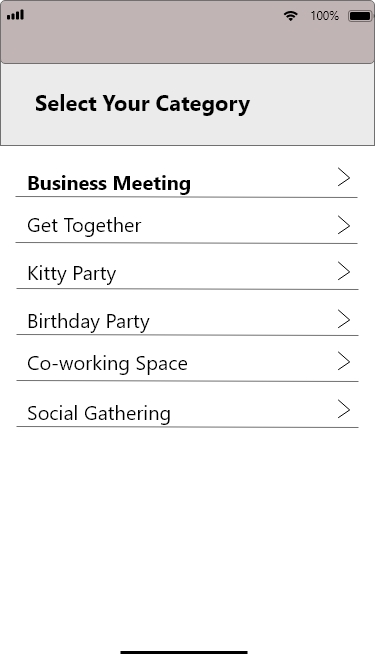 100%
Select Your Category
Business Meeting
Get Together
Kitty Party
Birthday Party
Co-working Space
Social Gathering